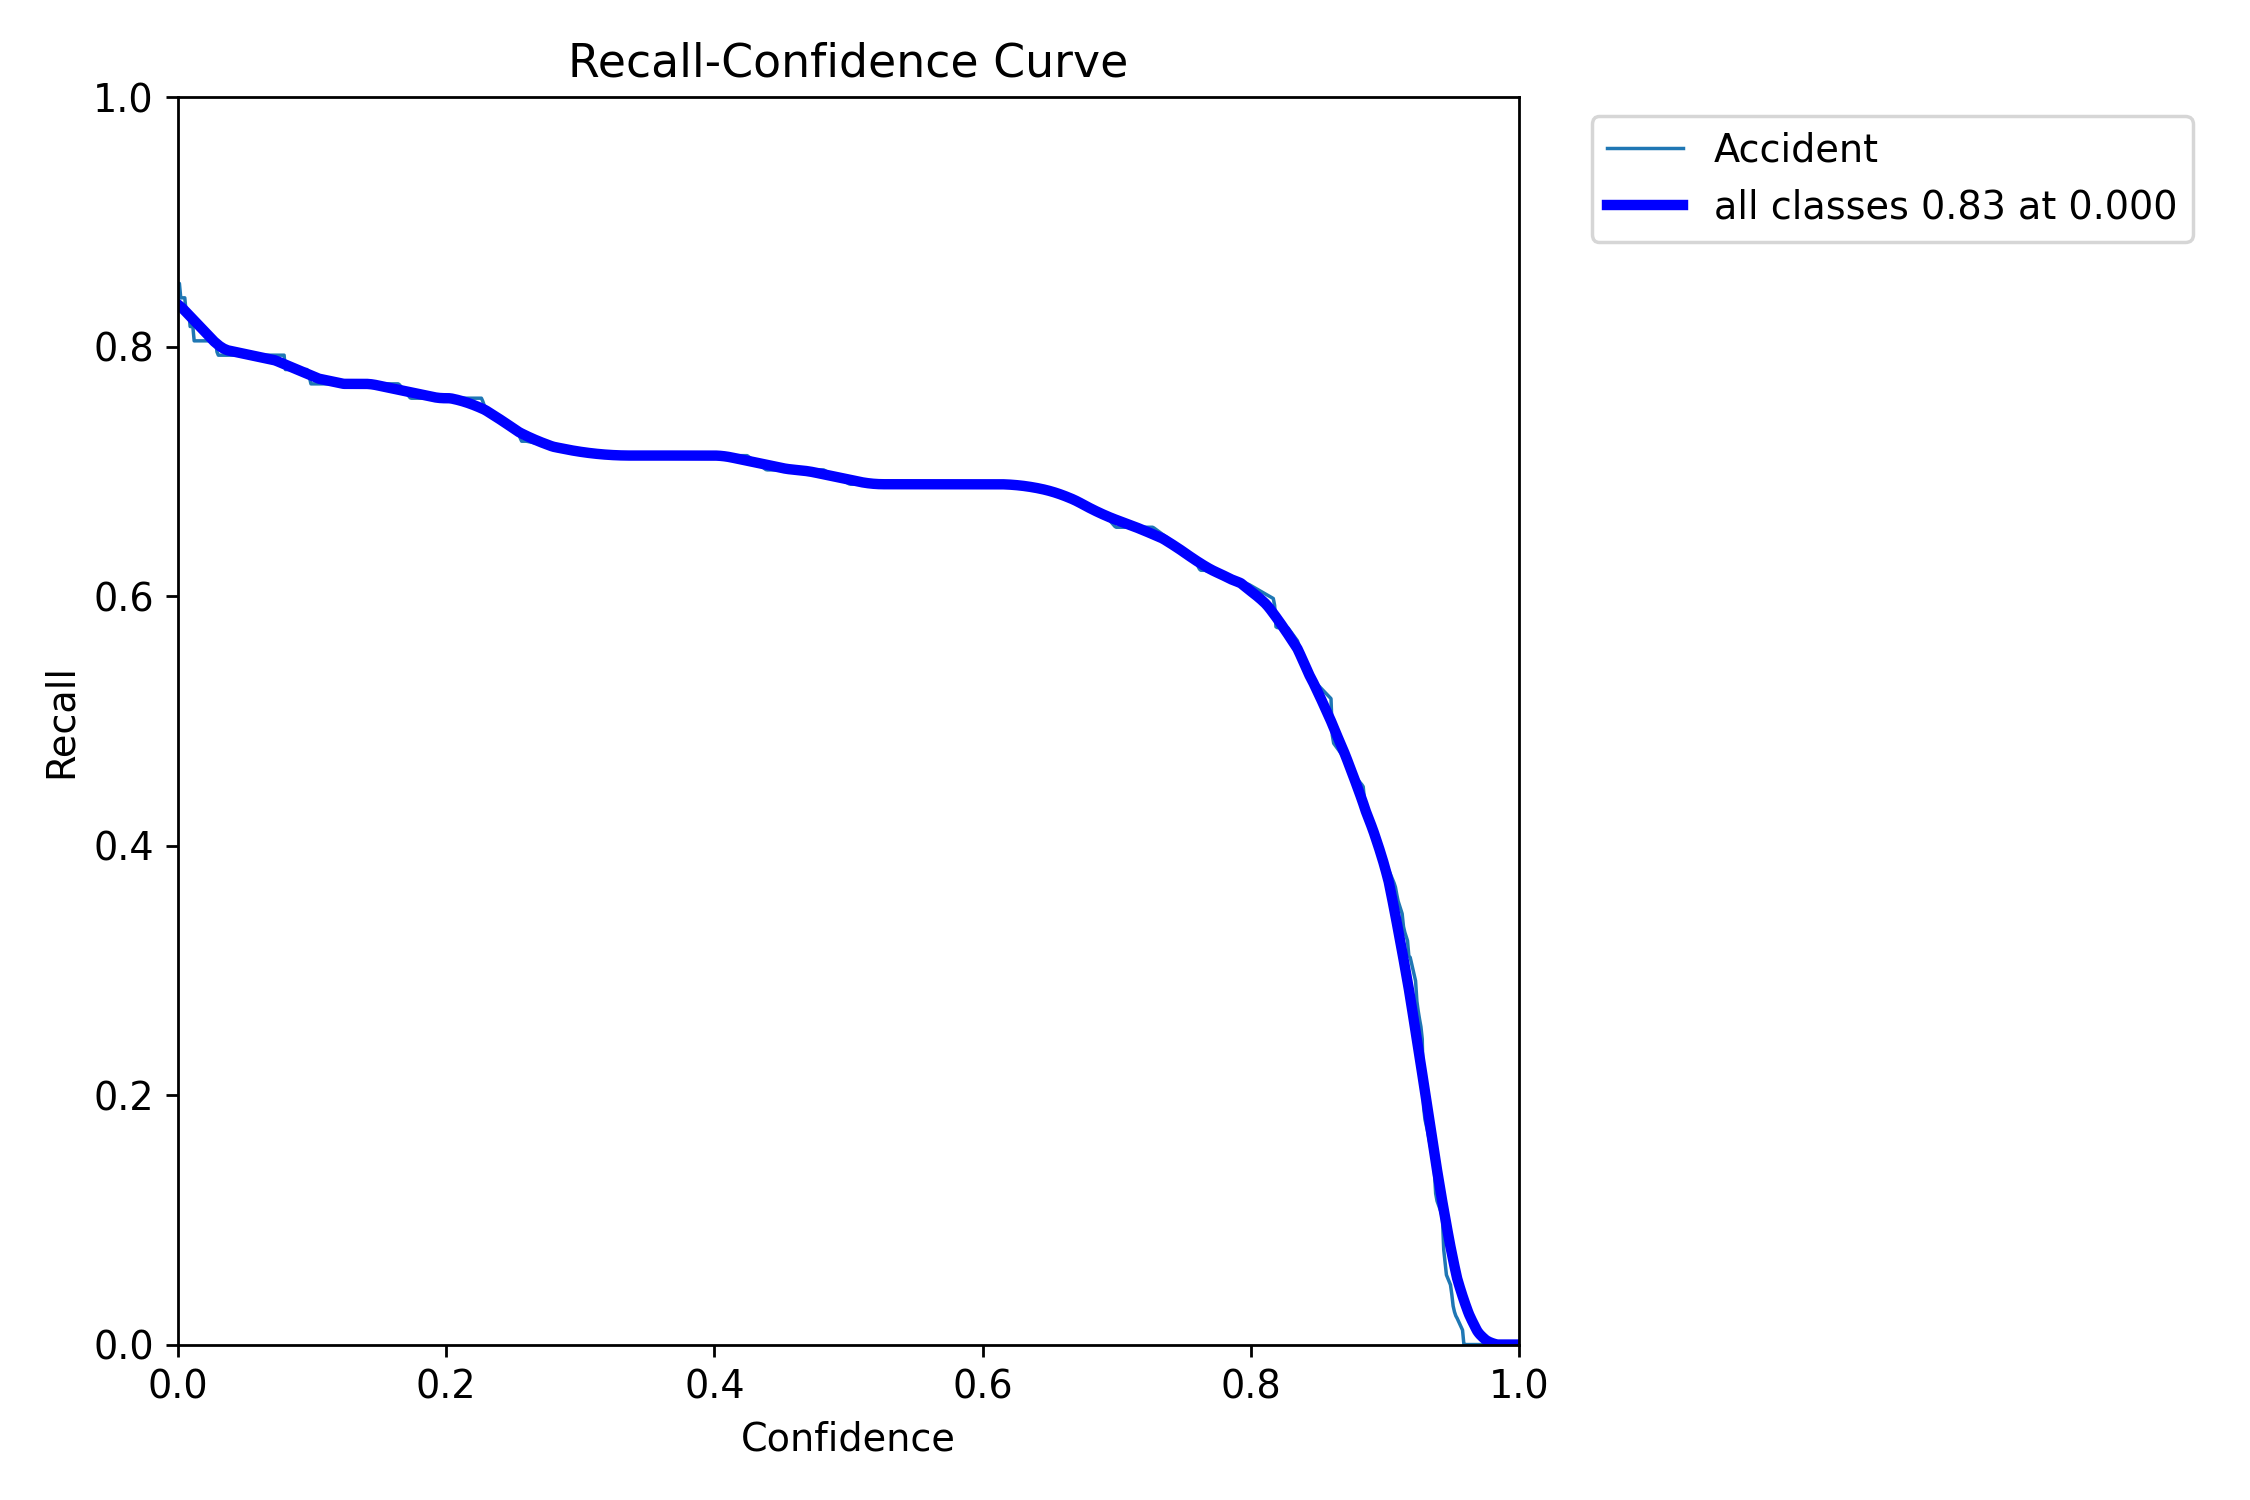 Recall-Confidence Curve
1.0
0.8
0.6
0.4
0.2
0.0
Recall
0.0 0.2 0.4 0.6 0.8 1.0
Confidence
Accident
all classes 0.83 at 0.000